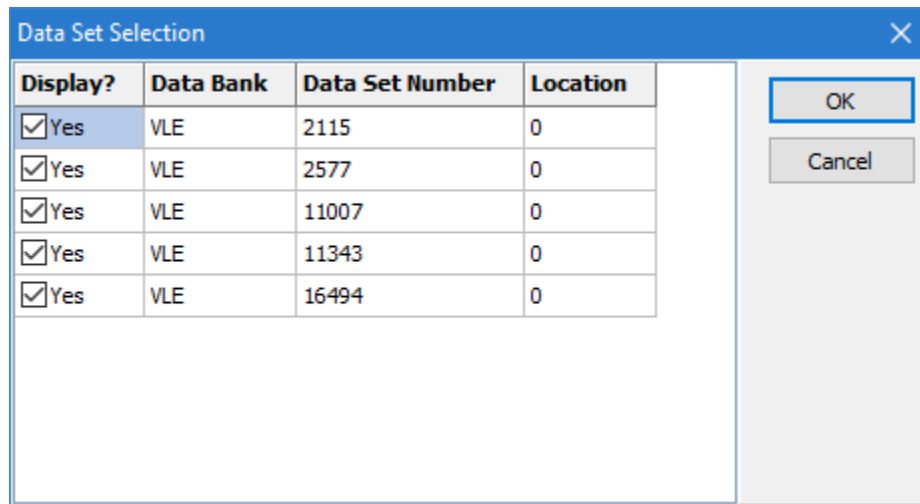 Data Set Selection
Display? Data Bank Data Set Number Location
Yes VLE 2115 0
Yes VLE 2577 0
Yes VLE 11007 0
Yes VLE 11343 0
Yes VLE 16494 0
OK
Cancel